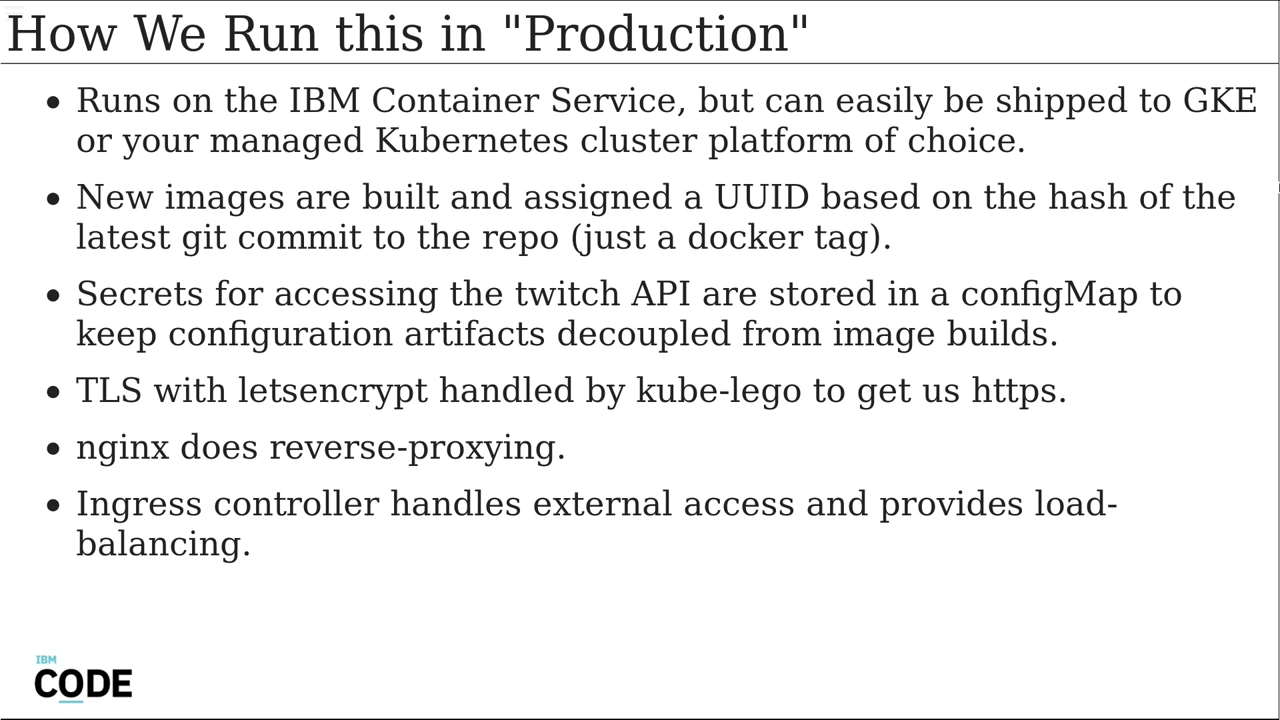 How We Run this in "Production"
• Runs on the IBM Container Service, but can easily be shipped to GKE
or your managed Kubernetes cluster platform of choice.
• New images are built and assigned a UUID based on the hash of the
latest git commit to the repo (just a docker tag).
• Secrets for accessing the twitch API are stored in a configMap to
keep configuration artifacts decoupled from image builds.
• TLS with letsencrypt handled by kube-lego to get us https.
• nginx does reverse-proxying.
• Ingress controller handles external access and provides load-
balancing.
IBM
CODE